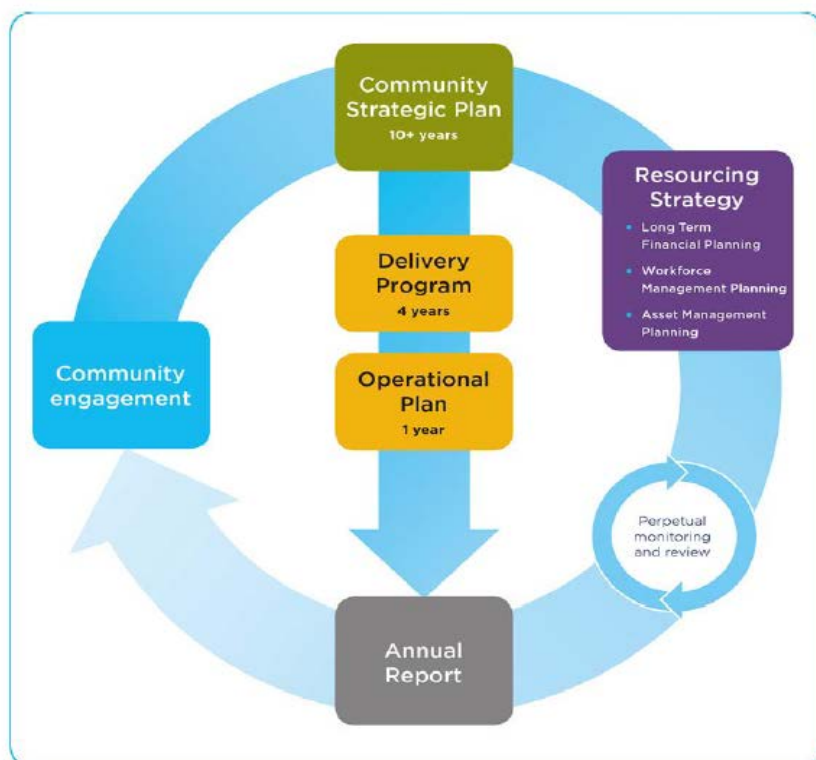 Community
Strategic Plan
10+ years
Resourcing
Strategy
• Long Term
Financial Planning
• Workforce
Management Planning
• Asset Management
Planning
Delivery
Program
4 years
Community
engagement
Operational
Plan
1 year
Perpetual
monitoring
and review
Annual
Report